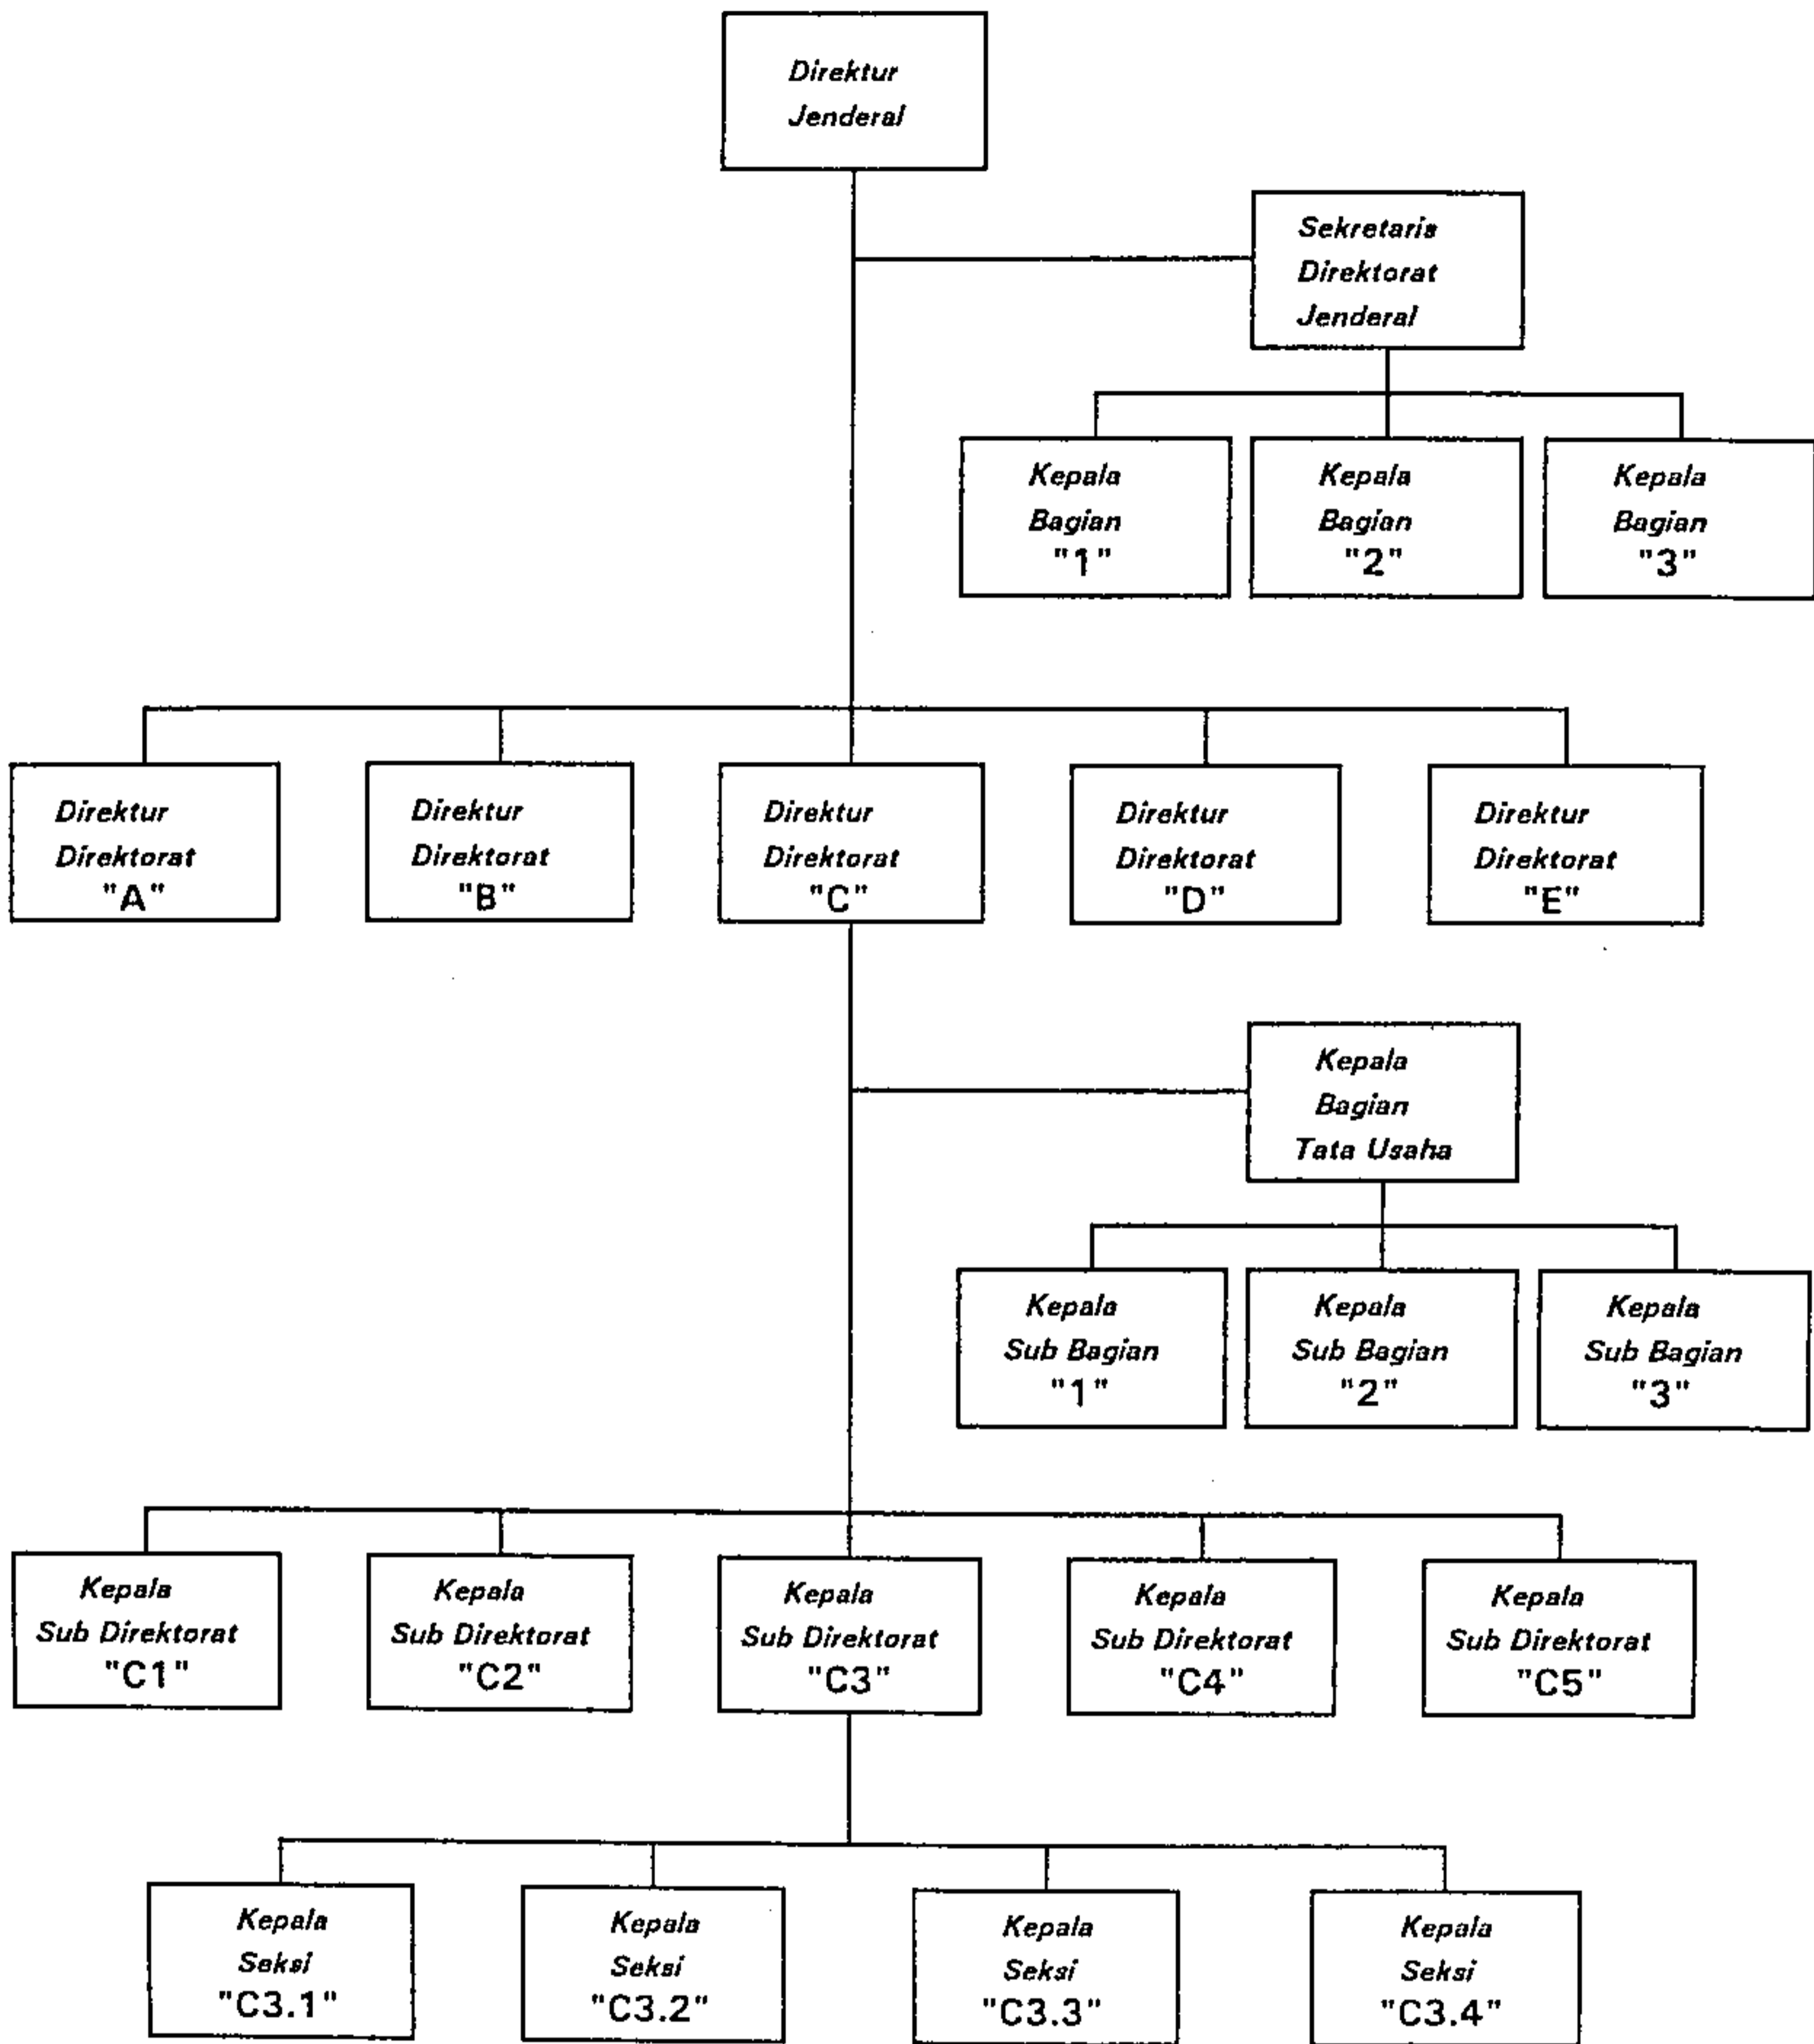 Direktur
Jenderal
Sekretaris
Direktorat
Jenderal
Kepala
Bagian
"1"
Kepala
Bagian
"2"
Kepala
Bagian
"3"
Direktur
Direktorat
"A"
Direktur
Direktorat
"B"
Direktur
Direktorat
"C"
Direktur
Direktorat
"D"
Direktur
Direktorat
"E"
Kepala
Bagian
Tata Usaha
Kepala
Sub Bagian
"1"
Kepala
Sub Bagian
"2"
Kepala
Sub Bagian
"3"
Kepala
Sub Direktorat
"C1"
Kepala
Sub Direktorat
"C2"
Kepala
Sub Direktorat
"C3"
Kepala
Sub Direktorat
"C4"
Kepala
Sub Direktorat
"C5"
Kepala
Seksi
"C3.1"
Kepala
Seksi
"C3.2"
Kepala
Seksi
"C3.3"
Kepala
Seksi
"C3.4"